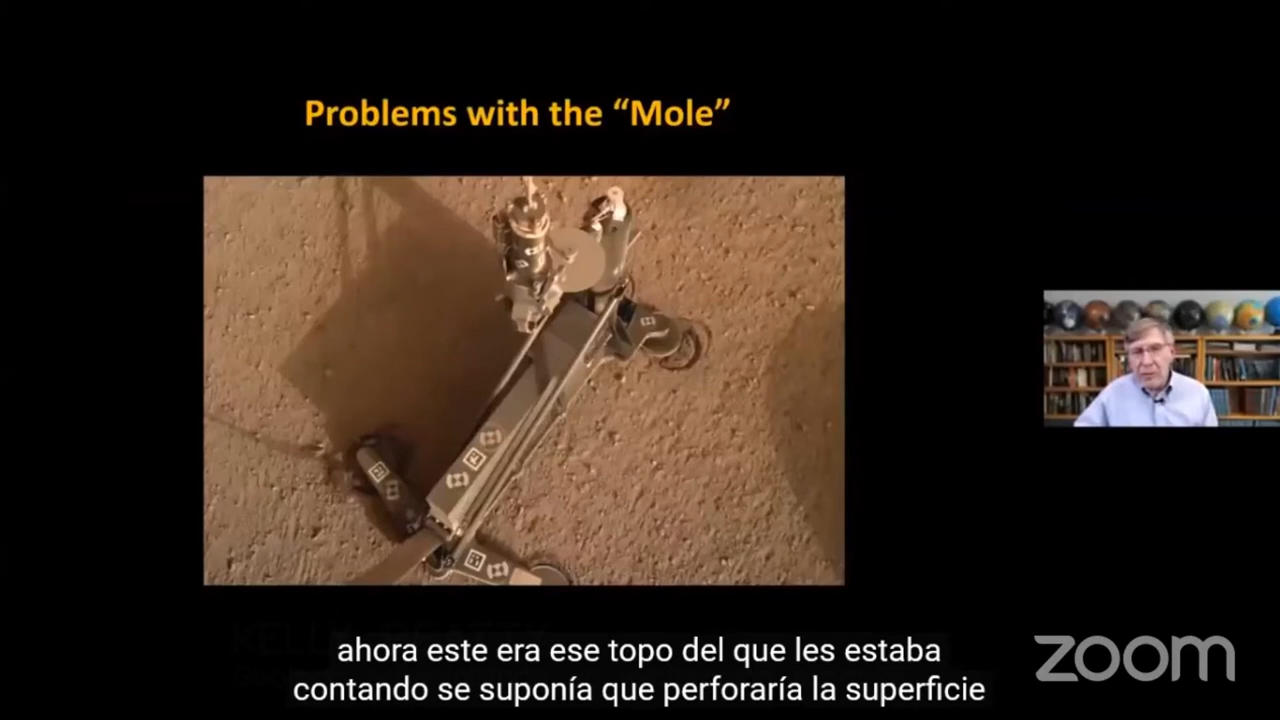 Problems with the “Mole”
ahora este era ese topo del que les estaba
contando se suponía que perforaría la superficie
zoom